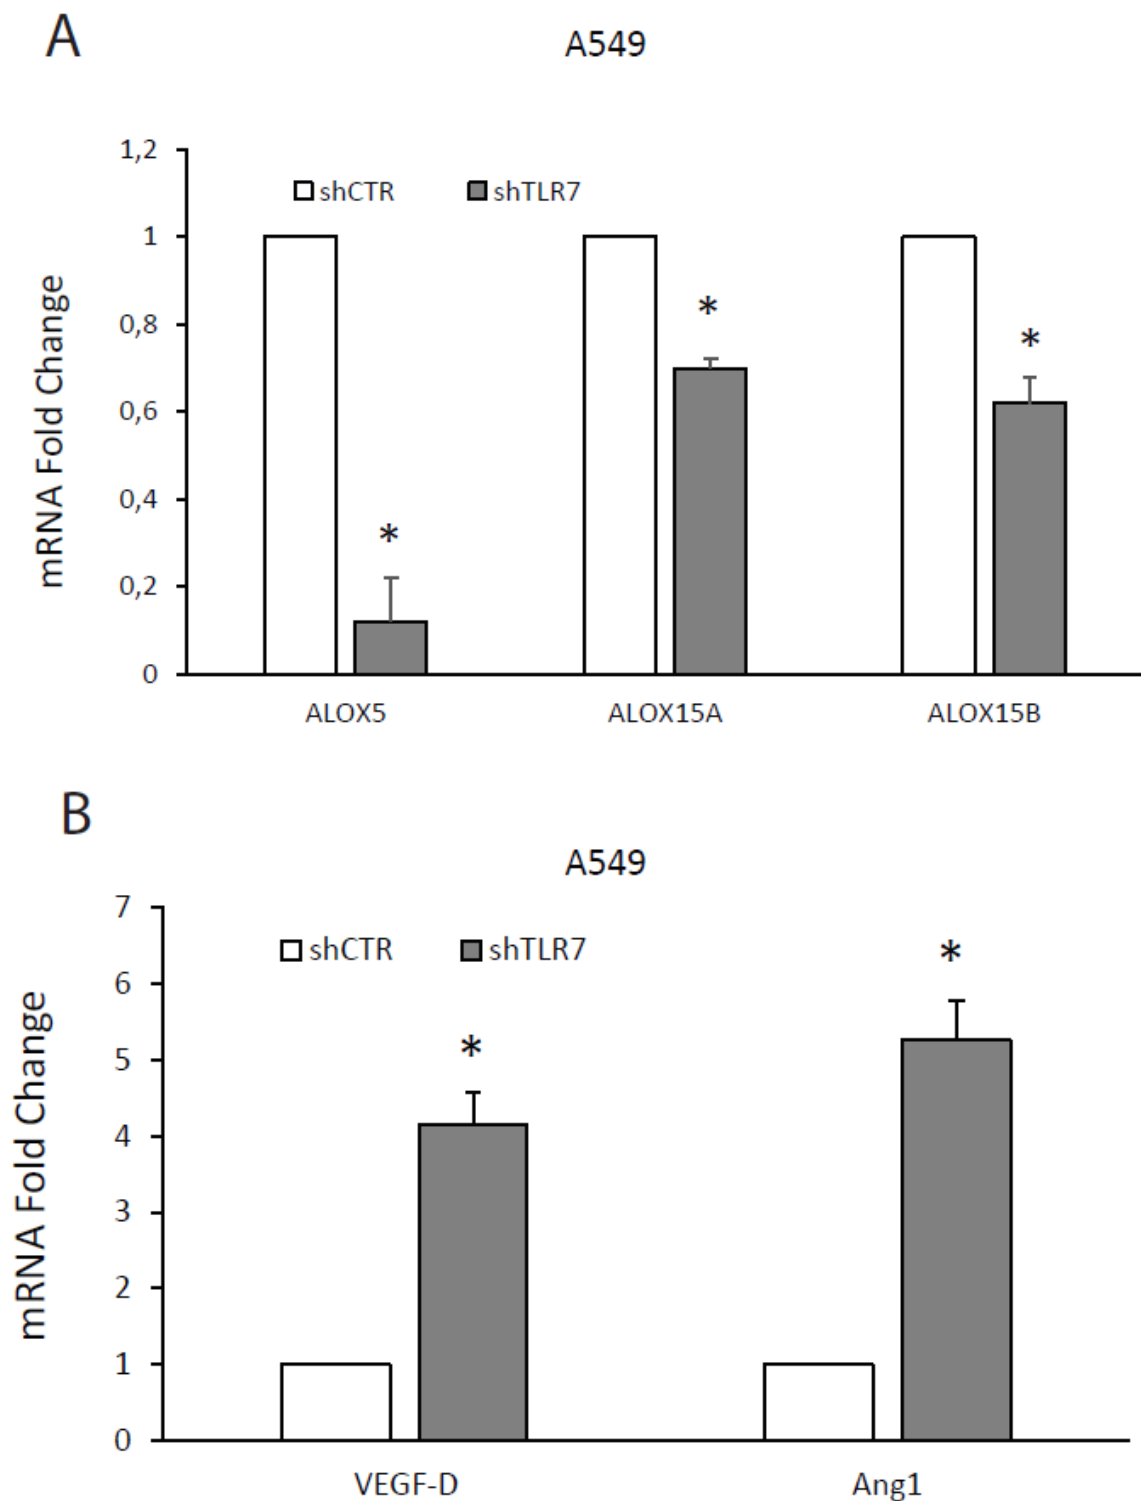 A
A549
1,2
shCTR shTLR7
1
*
0,8
*
0,6
mRNA Fold Change
0,4
*
0,2
0
ALOX5 ALOX15A ALOX15B
B
A549
7
shCTR shTLR7
*
6
*
5
4
mRNA Fold Change
3
2
1
0
VEGF-D Ang1